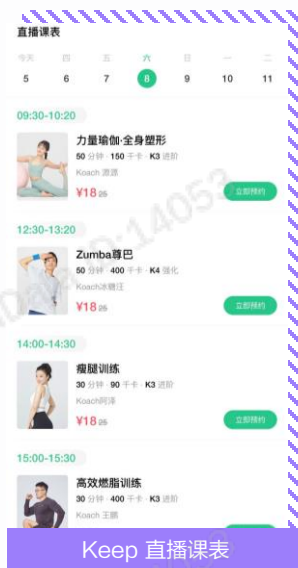 直播课表
今天 四 五 六 日 一 二
5 6 7 8 9 10 11
09:30-10:20
力量瑜伽·全身塑形
50 分钟 · 150 千卡 · K3 进阶
Koach 源源
¥18 25
立即预约
12:30-13:20
Zumba尊巴
50 分钟 · 400 千卡 · K4 强化
Koach冰糖汪
¥18 25
立即预约
14:00-14:30
瘦腿训练
30 分钟 · 90 千卡 · K3 进阶
Koach阿泽
¥18 25
立即预约
15:00-15:30
高效燃脂训练
30 分钟 · 400 千卡 · K3 进阶
Koach 王鹏
Keep 直播课表